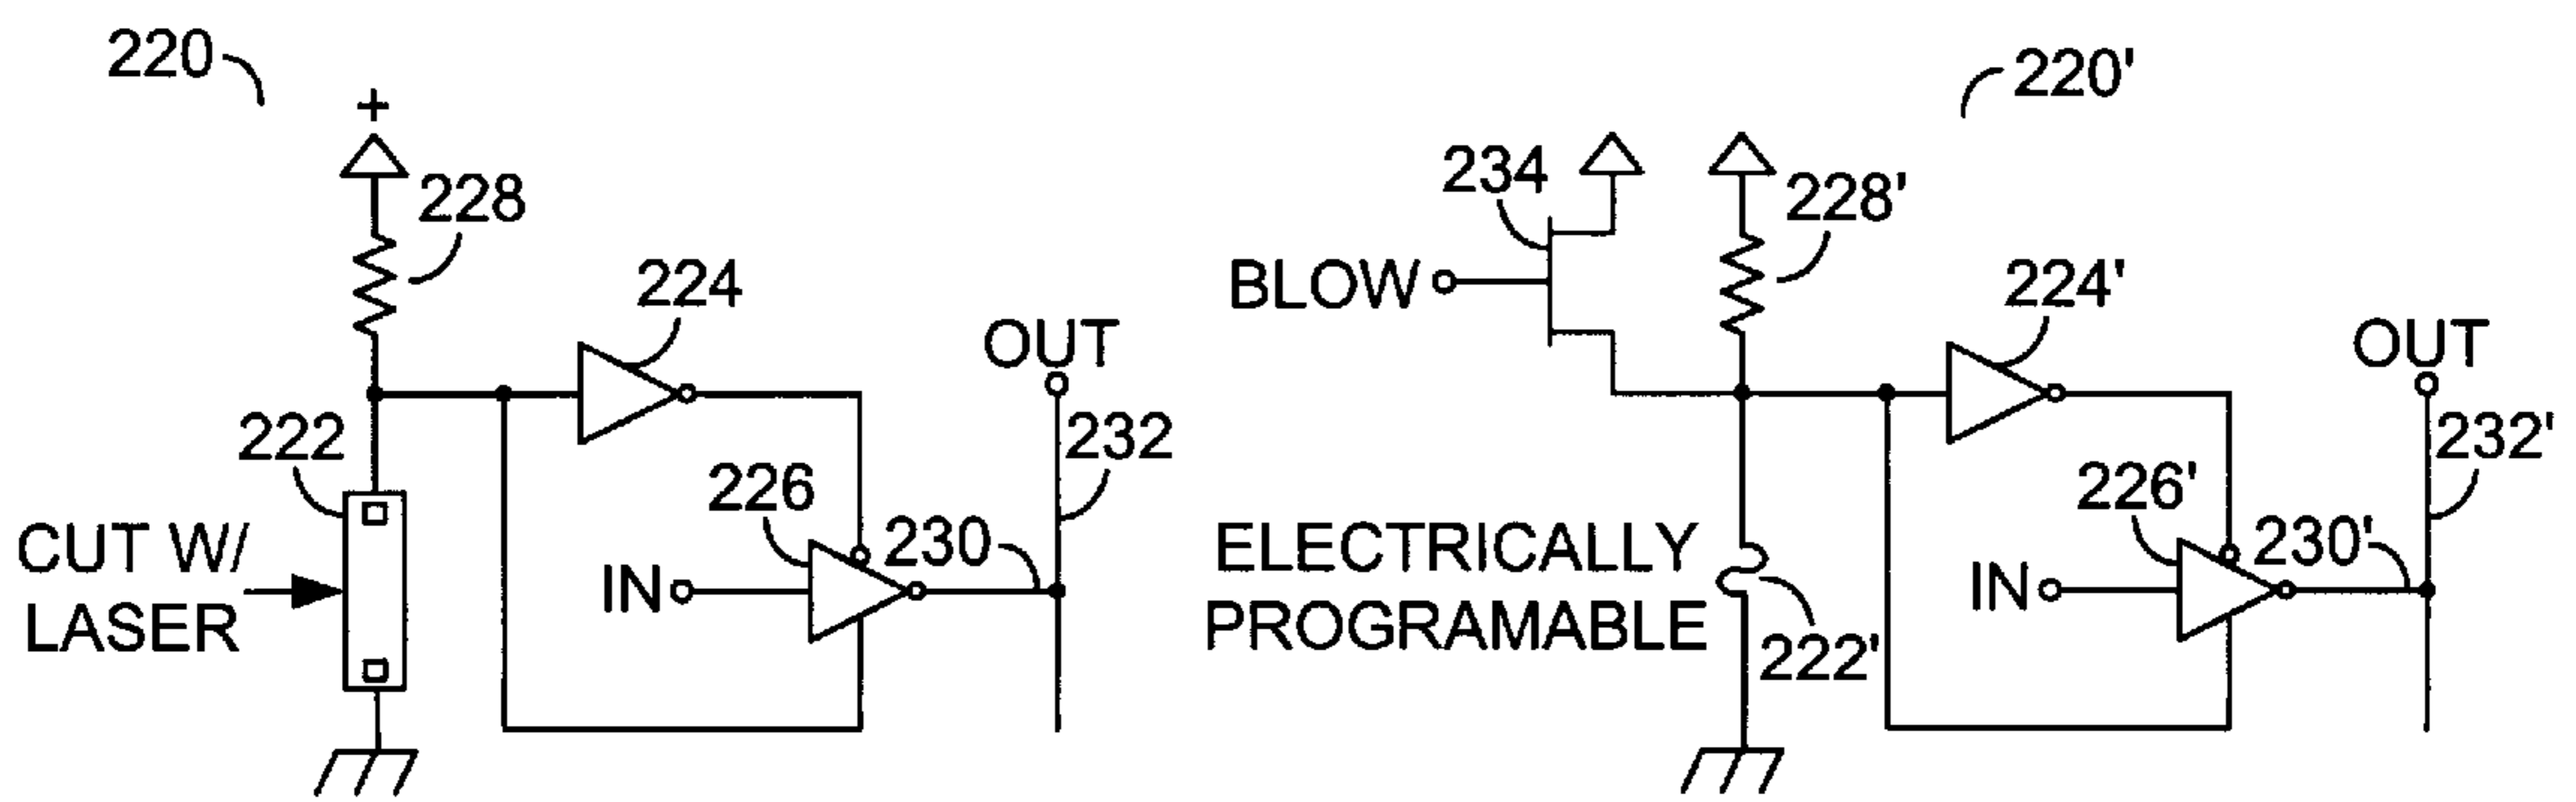 220
+
228
224
OUT
222
232
CUT W/
LASER
226
230
IN
220'
234
228'
BLOW
224'
OUT
232'
226'
ELECTRICALLY
PROGRAMABLE
230'
IN
222'